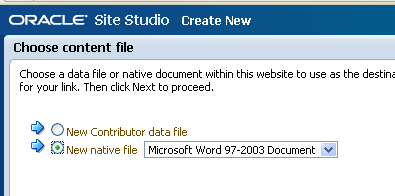 ORACLE Site Studio Create New
Choose content file
Choose a data file or native document within this website to use as the destina
for your link. Then click Next to proceed.
New Contributor data file
New native file Microsoft Word 97-2003 Document